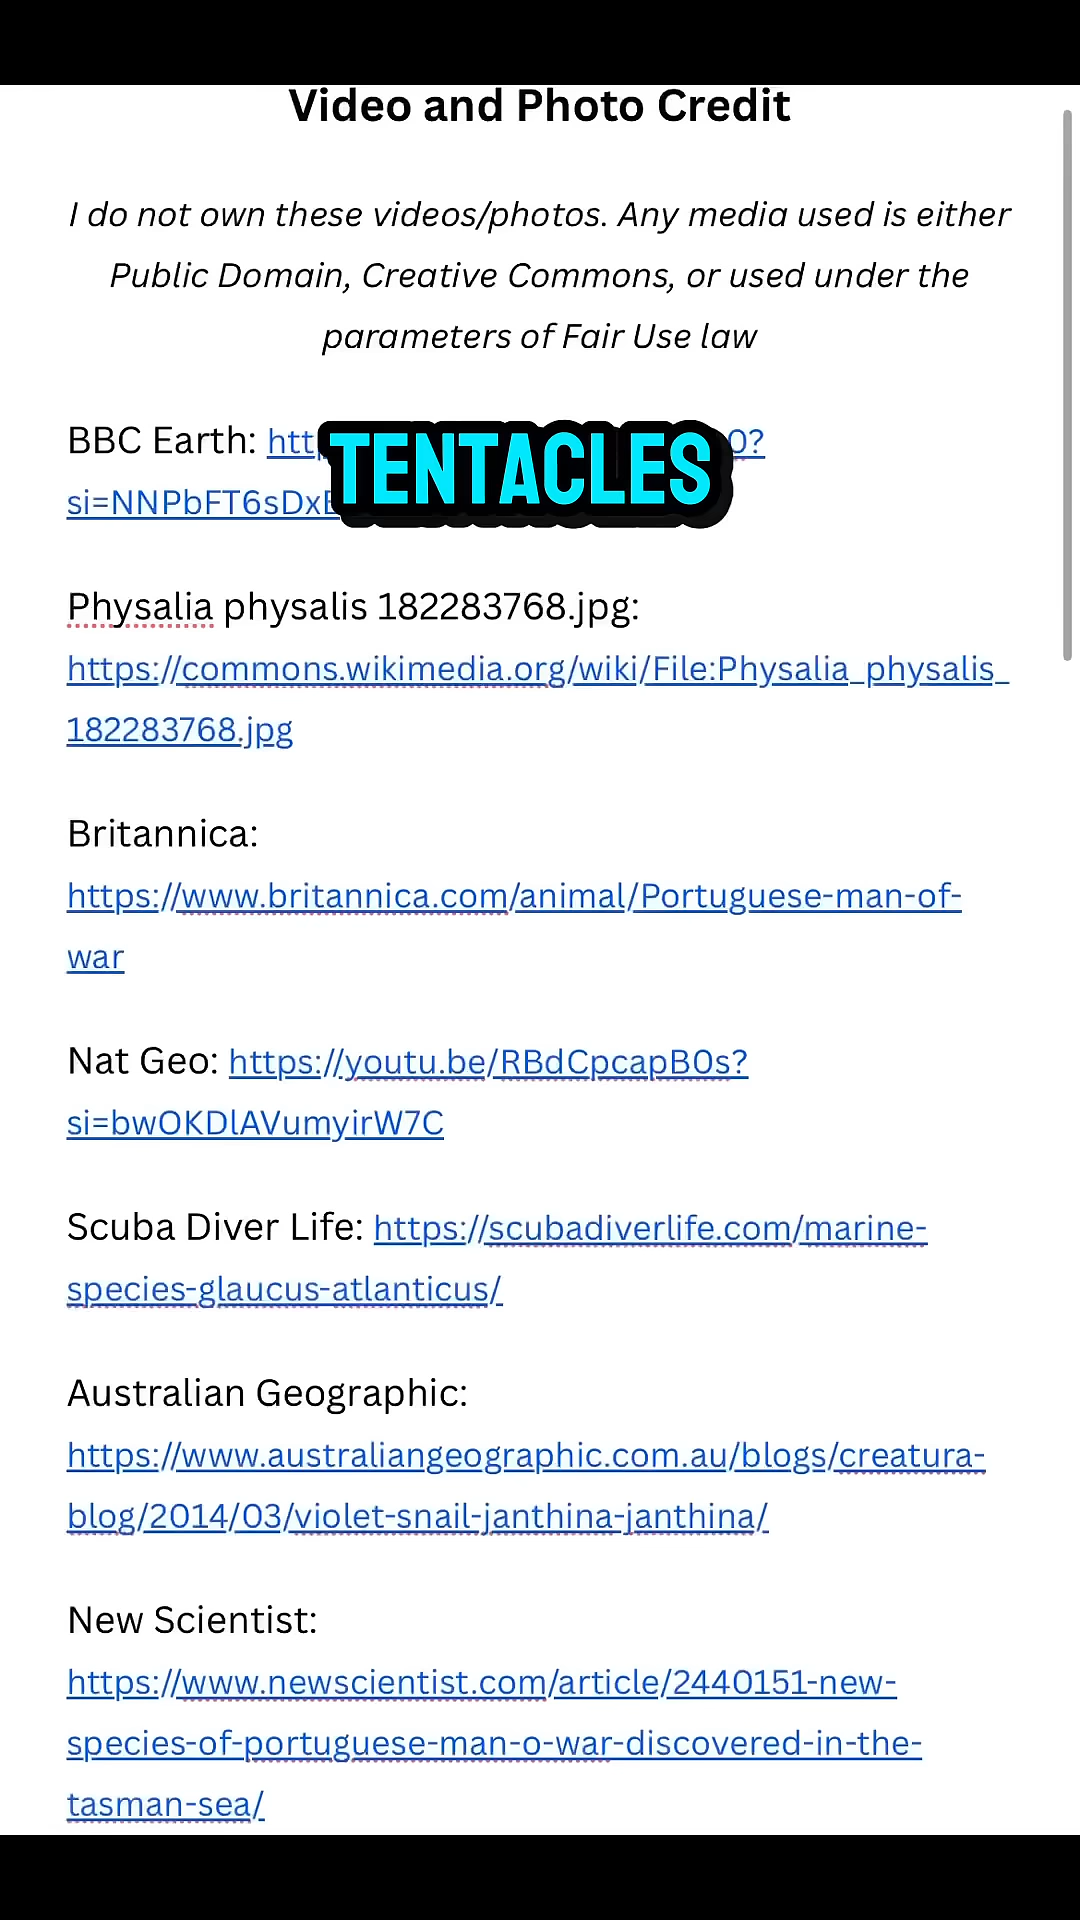 Video and Photo Credit
I do not own these videos/photos. Any media used is either
Public Domain, Creative Commons, or used under the
parameters of Fair Use law
BBC Earth: htt 0?
TENTACLES
si=NNPbFT6sDx
Physalia physalis 182283768.jpg:
https://commons.wikimedia.org/wiki/File:Physalia_physalis_
182283768.jpg
Britannica:
https://www.britannica.com/animal/Portuguese-man-of-
war
Nat Geo: https://youtu.be/RBdCpcapB0s?
si=bwOKDlAVumyirW7C
Scuba Diver Life: https://scubadiverlife.com/marine-
species-glaucus-atlanticus/
Australian Geographic:
https://www.australiangeographic.com.au/blogs/creatura-
blog/2014/03/violet-snail-janthina-janthina/
New Scientist:
https://www.newscientist.com/article/2440151-new-
species-of-portuguese-man-o-war-discovered-in-the-
tasman-sea/